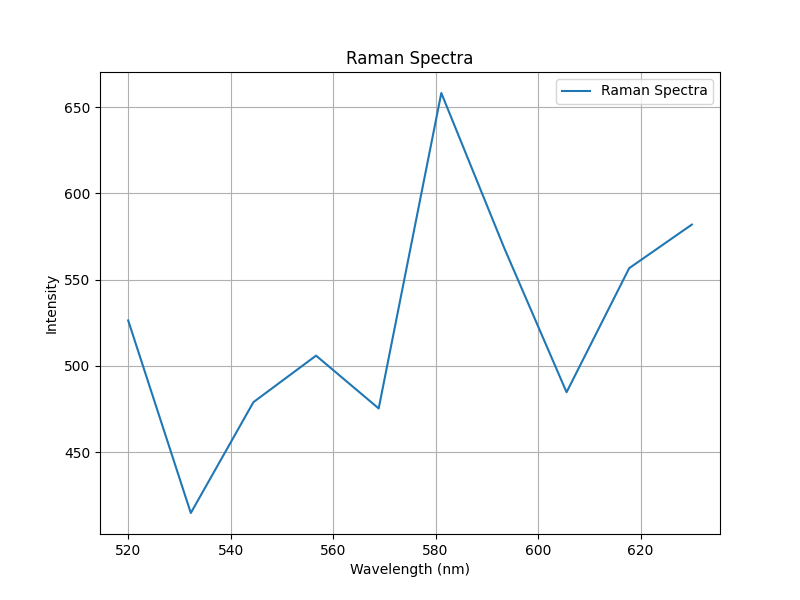 Raman Spectra
Raman Spectra
650
600
550
500
450
Intensity
520 540 560 580 600 620
Wavelength (nm)